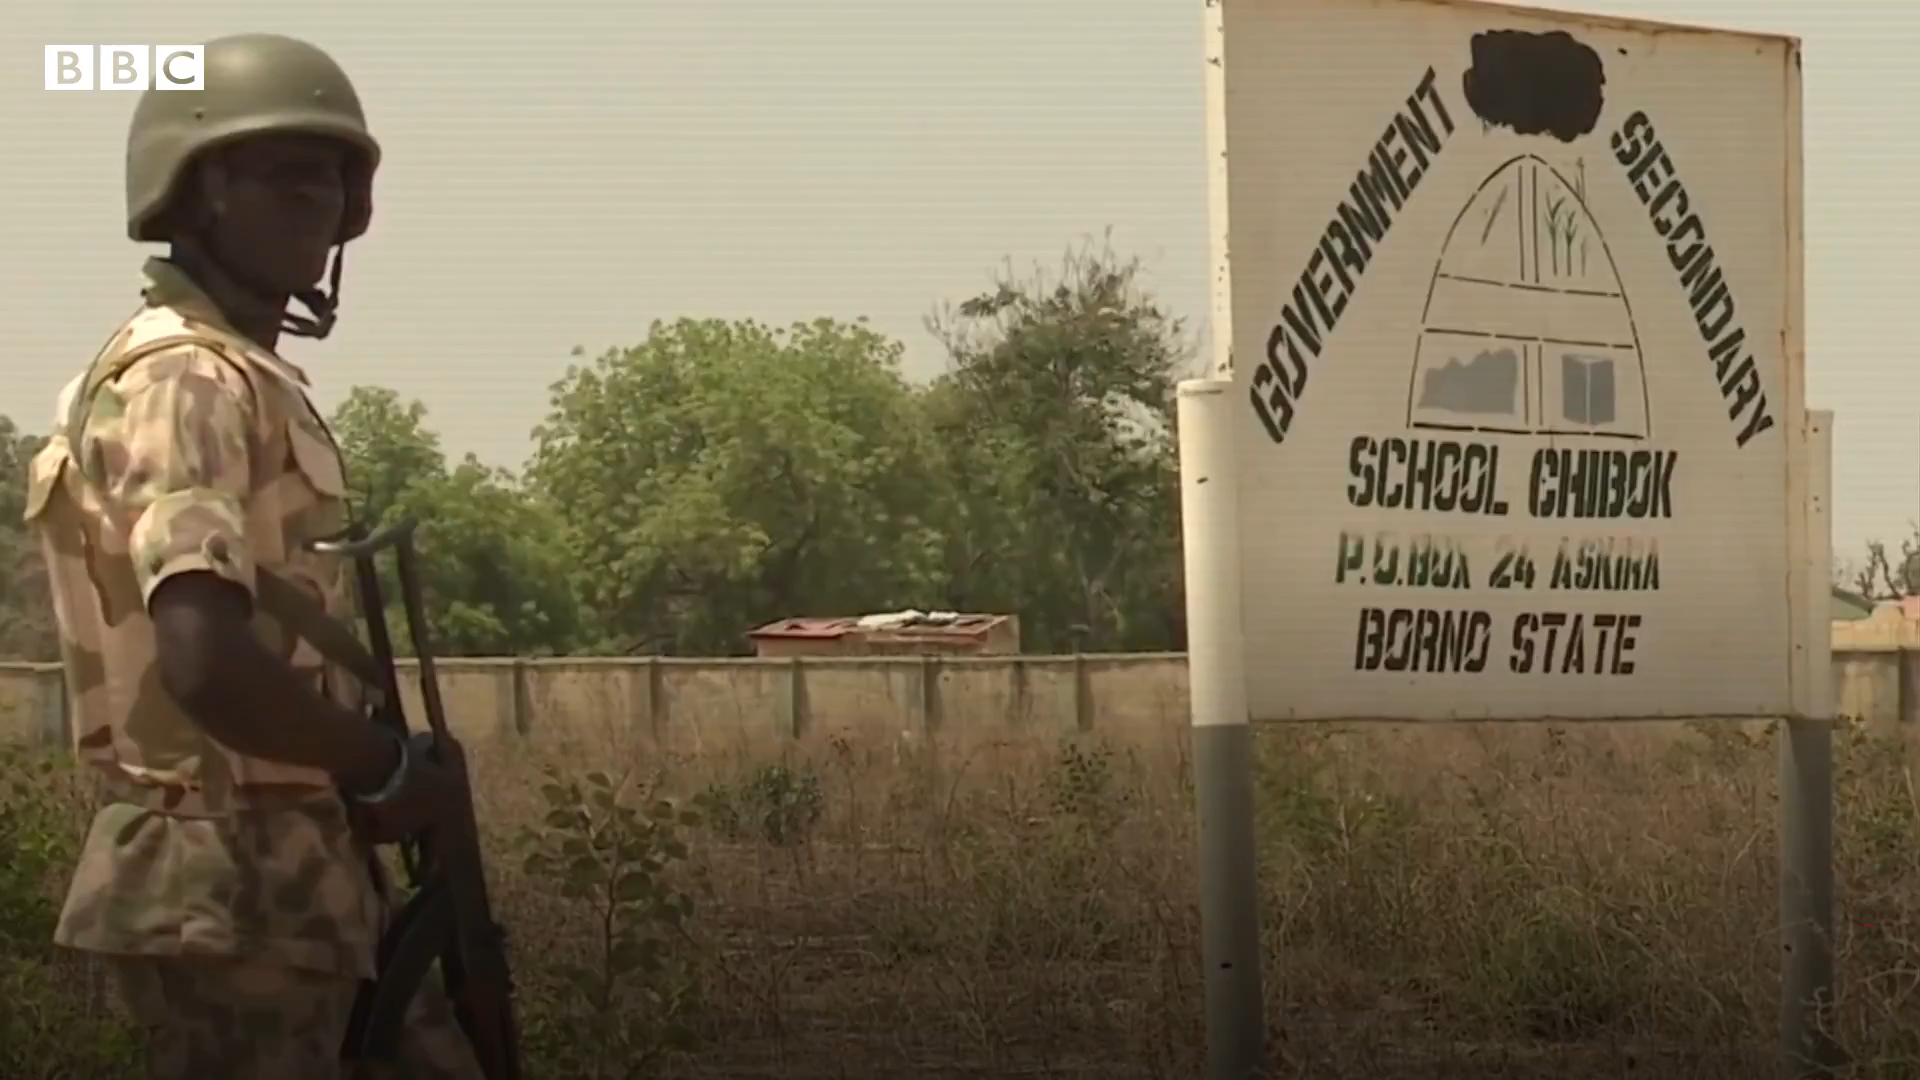 BBC
GOVERNMENT SECONDARY
SCHOOL CHIBOK
P.O.BOX 24 ASKIRA
BORNO STATE